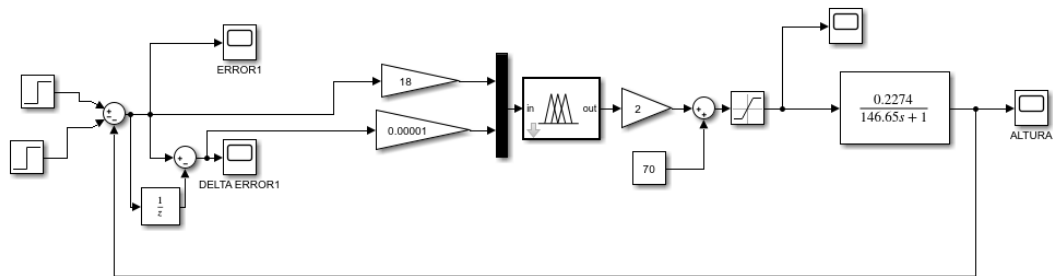 ERROR1
18
0.00001
DELTA ERROR1
1
z
in
out
2
70
0.2274
146.65s + 1
ALTURA